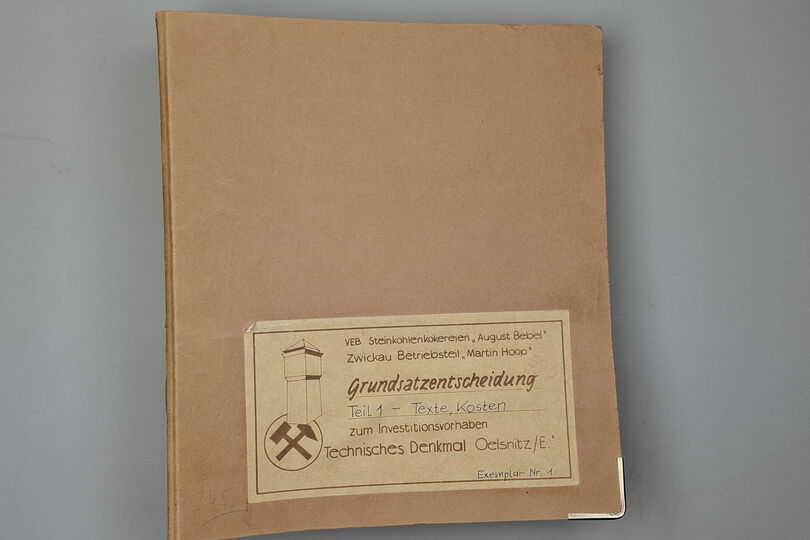 VEB Steinkohlenkokereien „August Bebel"
Zwickau Betriebsteil „Martin Hoop"
Grundsatzentscheidung
Teil 1 - Texte, Kosten
zum Investitionsvorhaben
Technisches Denkmal Oelsnitz/E."
Exemplar Nr. 1